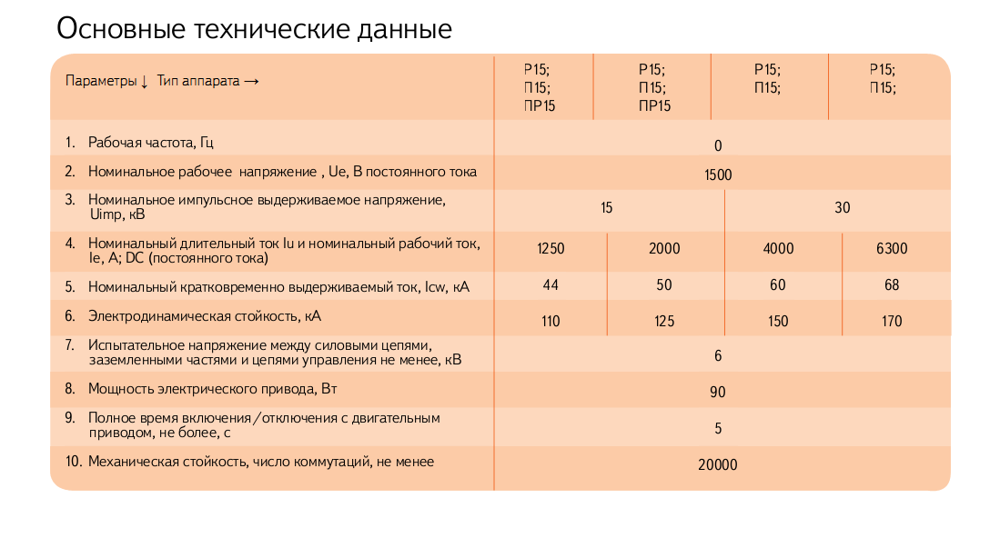 Основные технические данные
Параметры ↓ Тип аппарата →
Р15; Р15; Р15; Р15;
П15; П15; П15; П15;
ПР15 ПР15
1. Рабочая частота, Гц 0
2. Номинальное рабочее напряжение , Ue, В постоянного тока 1500
3. Номинальное импульсное выдерживаемое напряжение,
Uimp, кВ 15 30
4. Номинальный длительный ток Iu и номинальный рабочий ток,
Ie, А; DC (постоянного тока) 1250 2000 4000 6300
5. Номинальный кратковременно выдерживаемый ток, Icw, кА 44 50 60 68
6. Электродинамическая стойкость, кА 110 125 150 170
7. Испытательное напряжение между силовыми цепями,
заземленными частями и цепями управления не менее, кВ 6
8. Мощность электрического привода, Вт 90
9. Полное время включения/отключения с двигательным
приводом, не более, с 5
10. Механическая стойкость, число коммутаций, не менее 20000